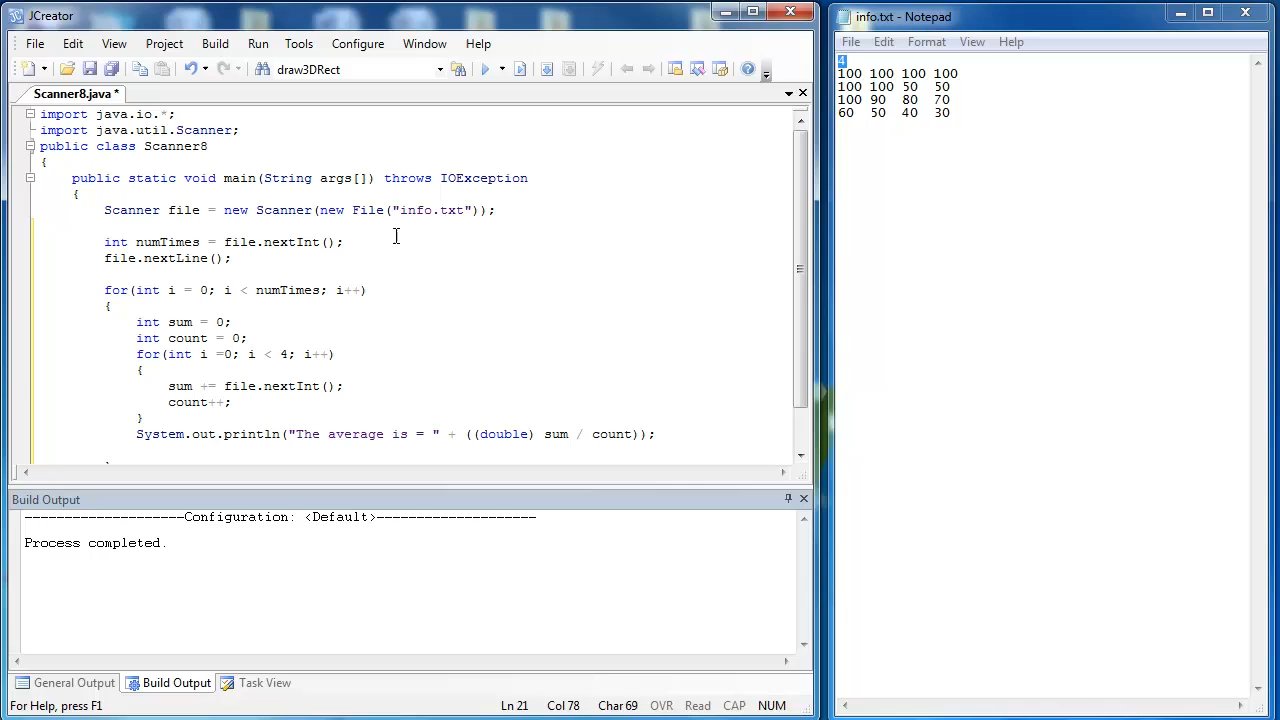 JCreator
File Edit View Project Build Run Tools Configure Window Help
draw3DRect
Scanner8.java *
import java.io.*;
import java.util.Scanner;
public class Scanner8
{
public static void main(String args[]) throws IOException
{
Scanner file = new Scanner(new File("info.txt"));
int numTimes = file.nextInt();
file.nextLine();
for(int i = 0; i < numTimes; i++)
{
int sum = 0;
int count = 0;
for(int i =0; i < 4; i++)
{
sum += file.nextInt();
count++;
}
System.out.println("The average is = " + ((double) sum / count));
Build Output
--------------------Configuration: <Default>--------------------
Process completed.
General Output Build Output Task View
For Help, press F1 Ln 21 Col 78 Char 69 OVR Read CAP NUM
info.txt - Notepad
File Edit Format View Help
4
100 100 100 100
100 100 50 50
100 90 80 70
60 50 40 30